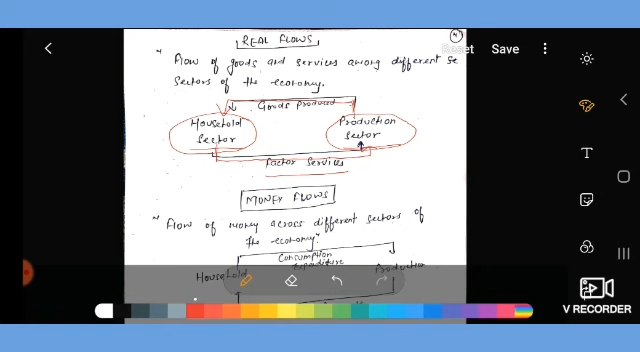 4
REAL FLOWS
Reset Save
" Flow of goods and services among different se
sectors of the economy.
Goods Produced
Household Production
Sector Sector
Factor Services
MONEY FLOWS
" Flow of money across different sectors of
the economy"
Consumption
Expenditure
Household Production
T
V RECORDER